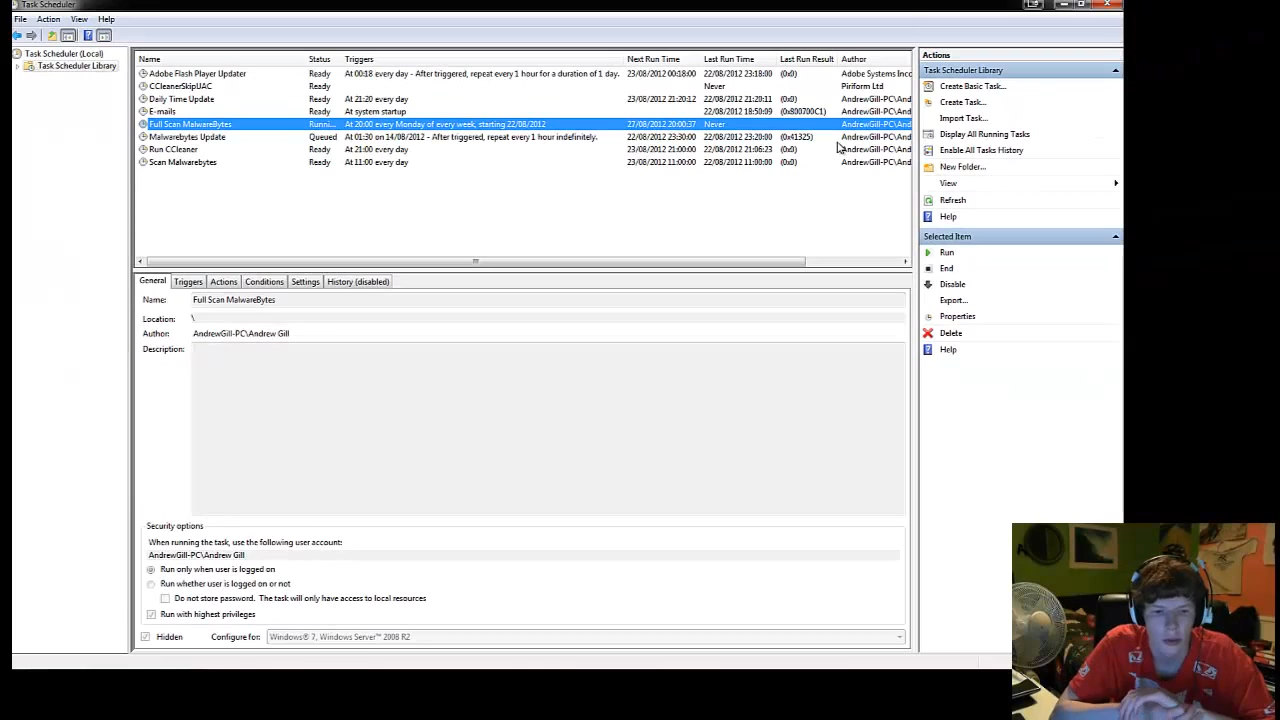 Task Scheduler
File Action View Help
Task Scheduler (Local)
Task Scheduler Library
Name Status Triggers Next Run Time Last Run Time Last Run Result Author
Adobe Flash Player Updater Ready At 00:18 every day - After triggered, repeat every 1 hour for a duration of 1 day. 23/08/2012 00:18:00 22/08/2012 23:18:00 (0x0) Adobe Systems Inco
CCleanerSkipUAC Ready Never Piriform Ltd
Daily Time Update Ready At 21:20 every day 23/08/2012 21:20:12 22/08/2012 21:20:11 (0x0) AndrewGill-PC\And
E-mails Ready At system startup 22/08/2012 18:50:09 (0x800700C1) AndrewGill-PC\And
Full Scan MalwareBytes Runni... At 20:00 every Monday of every week, starting 22/08/2012 27/08/2012 20:00:37 Never AndrewGill-PC\And
Malwarebytes Update Queued At 01:30 on 14/08/2012 - After triggered, repeat every 1 hour indefinitely. 22/08/2012 23:30:00 22/08/2012 23:20:00 (0x41325) AndrewGill-PC\And
Run CCleaner Ready At 21:00 every day 23/08/2012 21:00:00 22/08/2012 21:06:23 (0x0) AndrewGill-PC\And
Scan Malwarebytes Ready At 11:00 every day 23/08/2012 11:00:00 22/08/2012 11:00:00 (0x0) AndrewGill-PC\And
General Triggers Actions Conditions Settings History (disabled)
Name: Full Scan MalwareBytes
Location: \
Author: AndrewGill-PC\Andrew Gill
Description:
Security options
When running the task, use the following user account:
AndrewGill-PC\Andrew Gill
Run only when user is logged on
Run whether user is logged on or not
Do not store password. The task will only have access to local resources
Run with highest privileges
Hidden Configure for: Windows® 7, Windows Server™ 2008 R2
Actions
Task Scheduler Library
Create Basic Task...
Create Task...
Import Task...
Display All Running Tasks
Enable All Tasks History
New Folder...
View
Refresh
Help
Selected Item
Run
End
Disable
Export...
Properties
Delete
Help